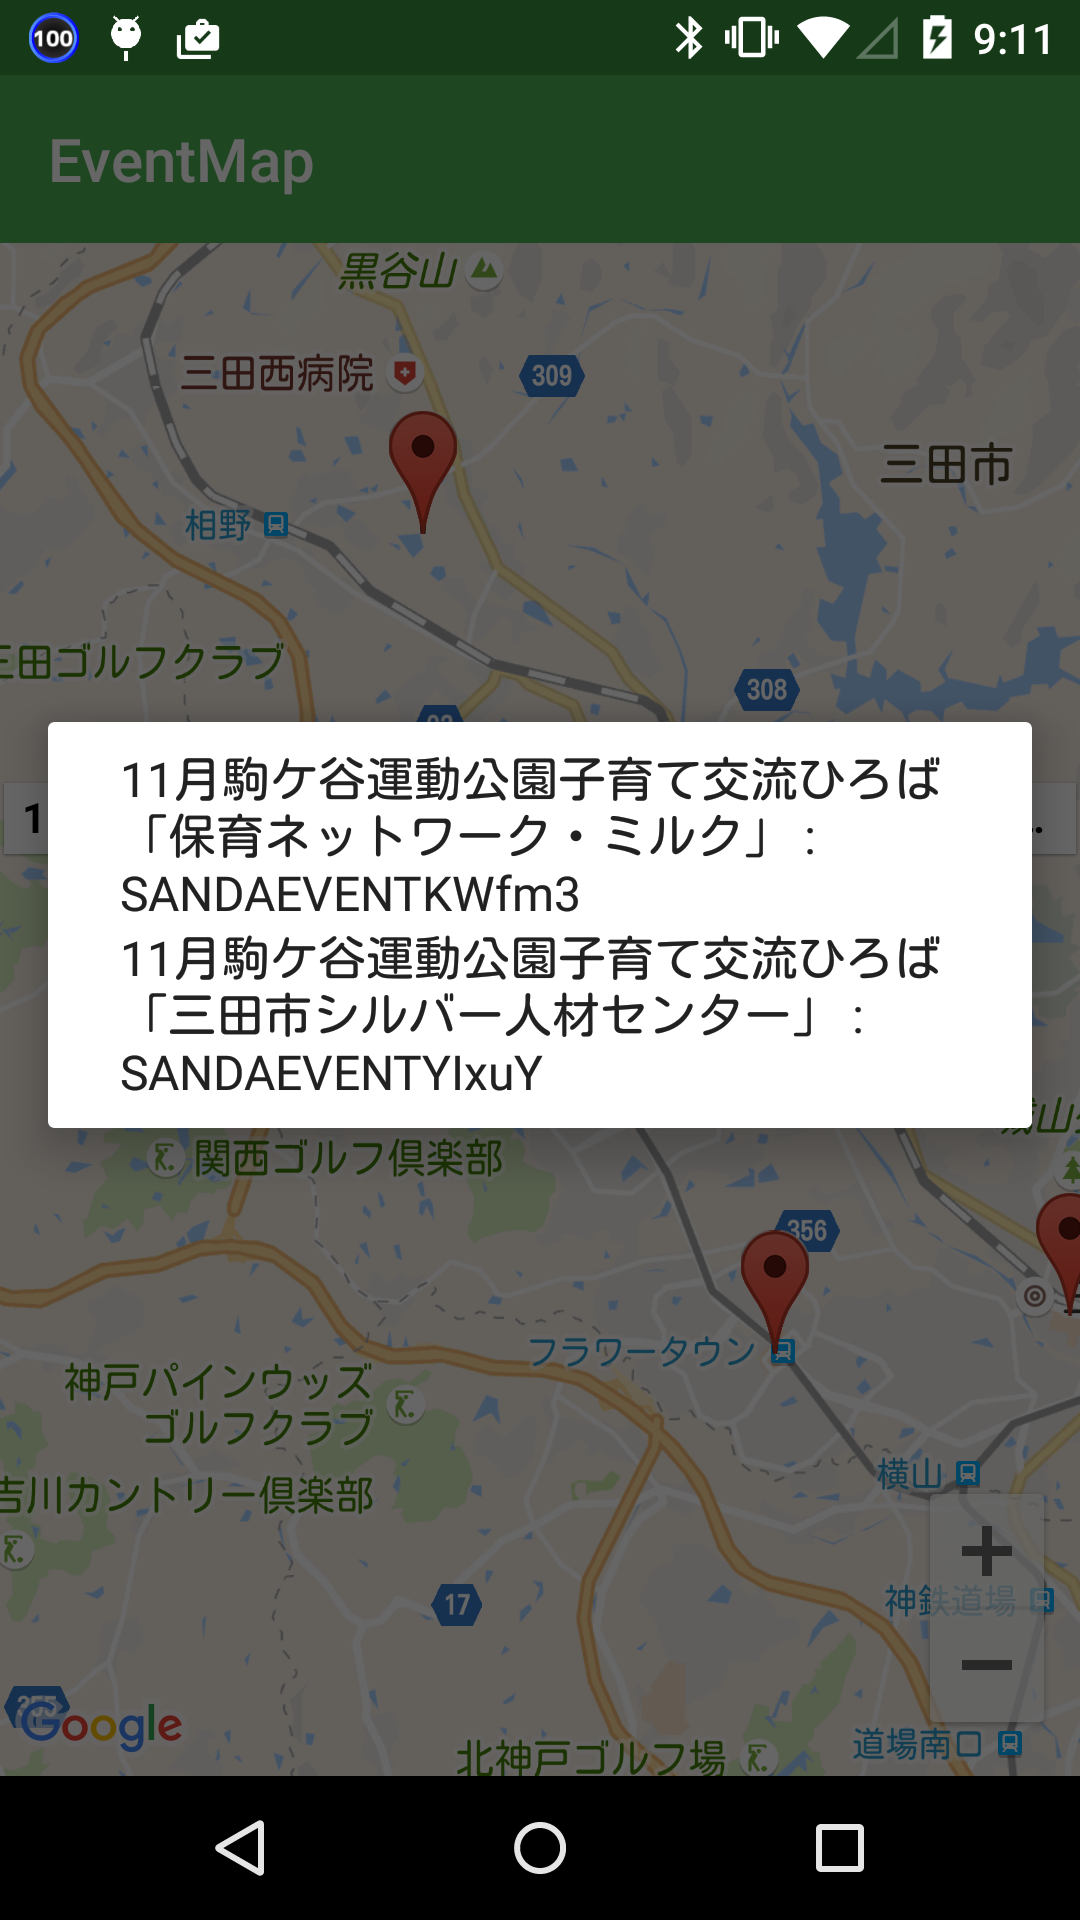 100
9:11
EventMap
黒谷山
三田西病院
309
三田市
相野
三田ゴルフクラブ
308
11月駒ケ谷運動公園子育て交流ひろば
「保育ネットワーク・ミルク」 :
SANDAEVENTKWfm3
11月駒ケ谷運動公園子育て交流ひろば
「三田市シルバー人材センター」 :
SANDAEVENTYIxuY
関西ゴルフ倶楽部
356
フラワータウン
神戸パインウッズ
ゴルフクラブ
横山
吉川カントリー倶楽部
神鉄道場
17
355
Google
道場南口
北神戸ゴルフ場